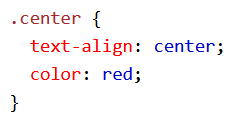 .center {
  text-align: center;
  color: red;
}